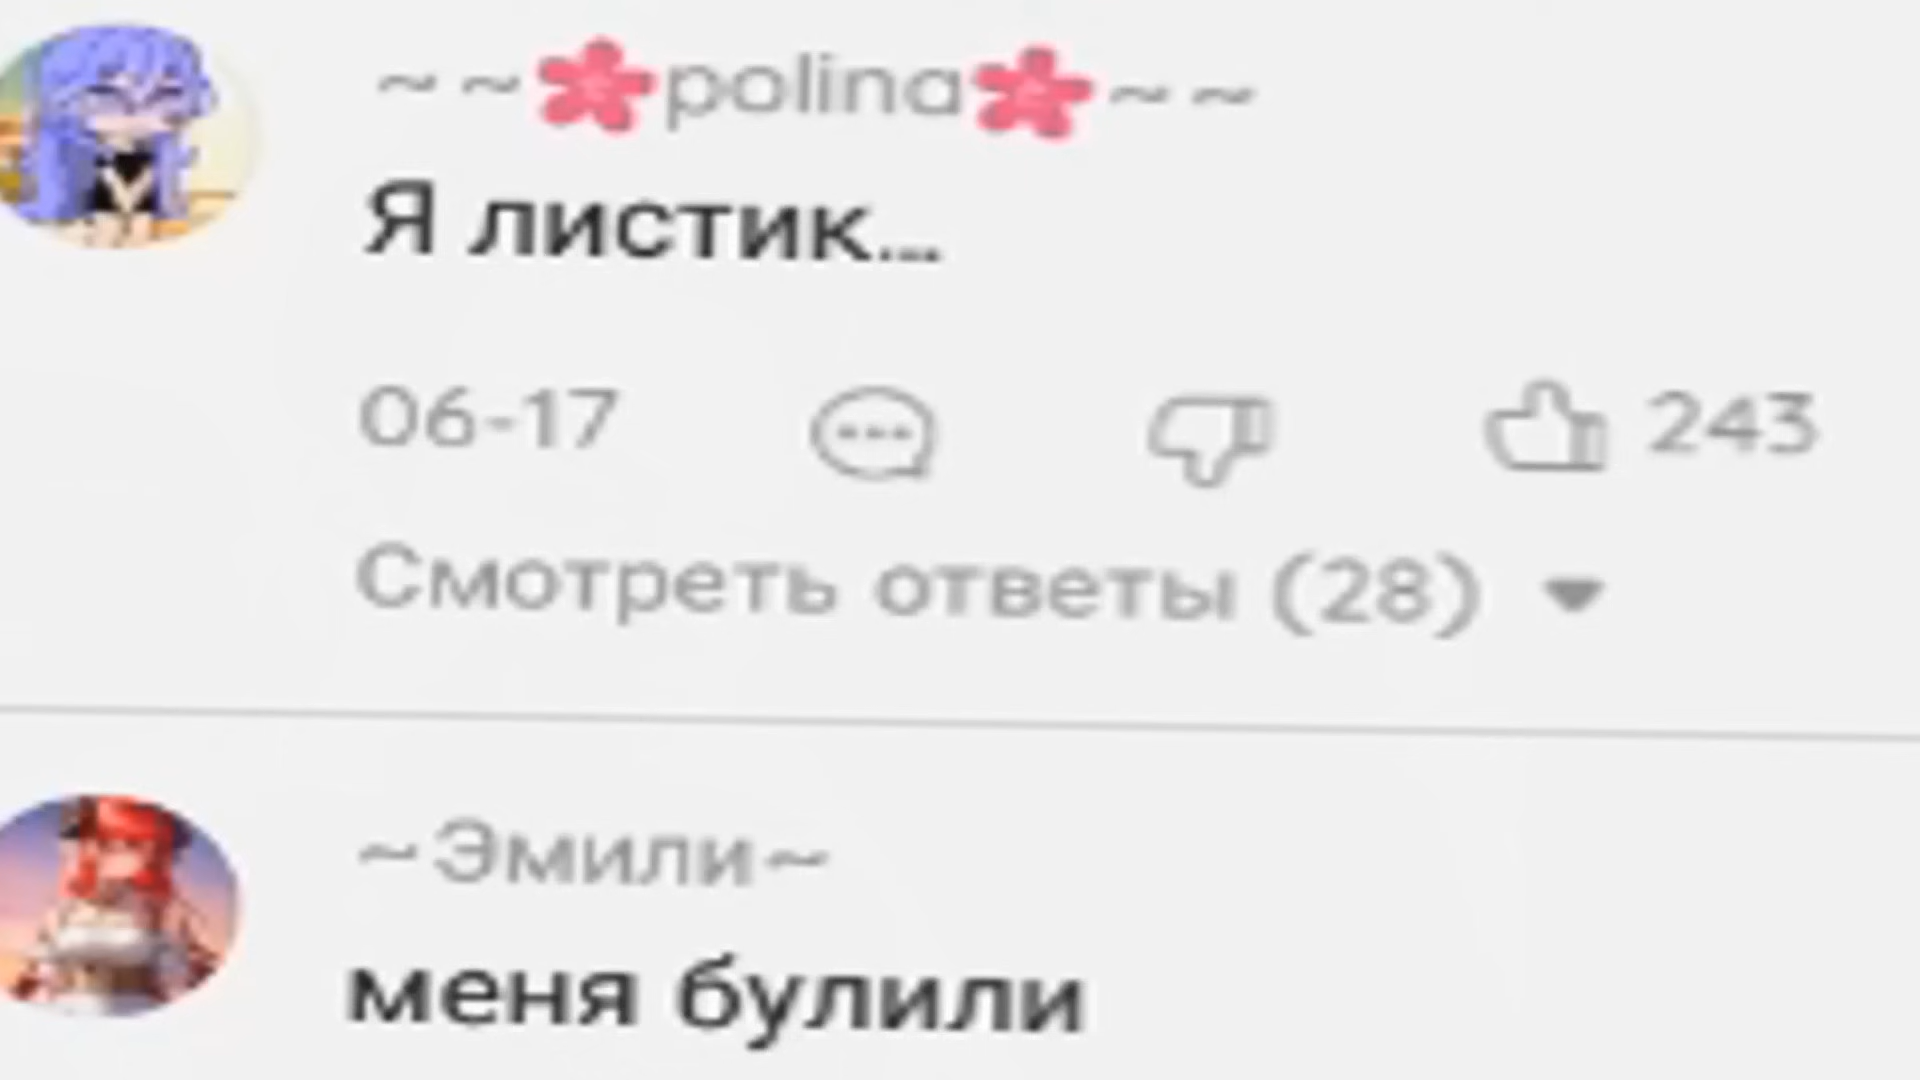 ~~🌸polina🌸~~
Я листик...
06-17 243
Смотреть ответы (28)
~Эмили~
меня булили